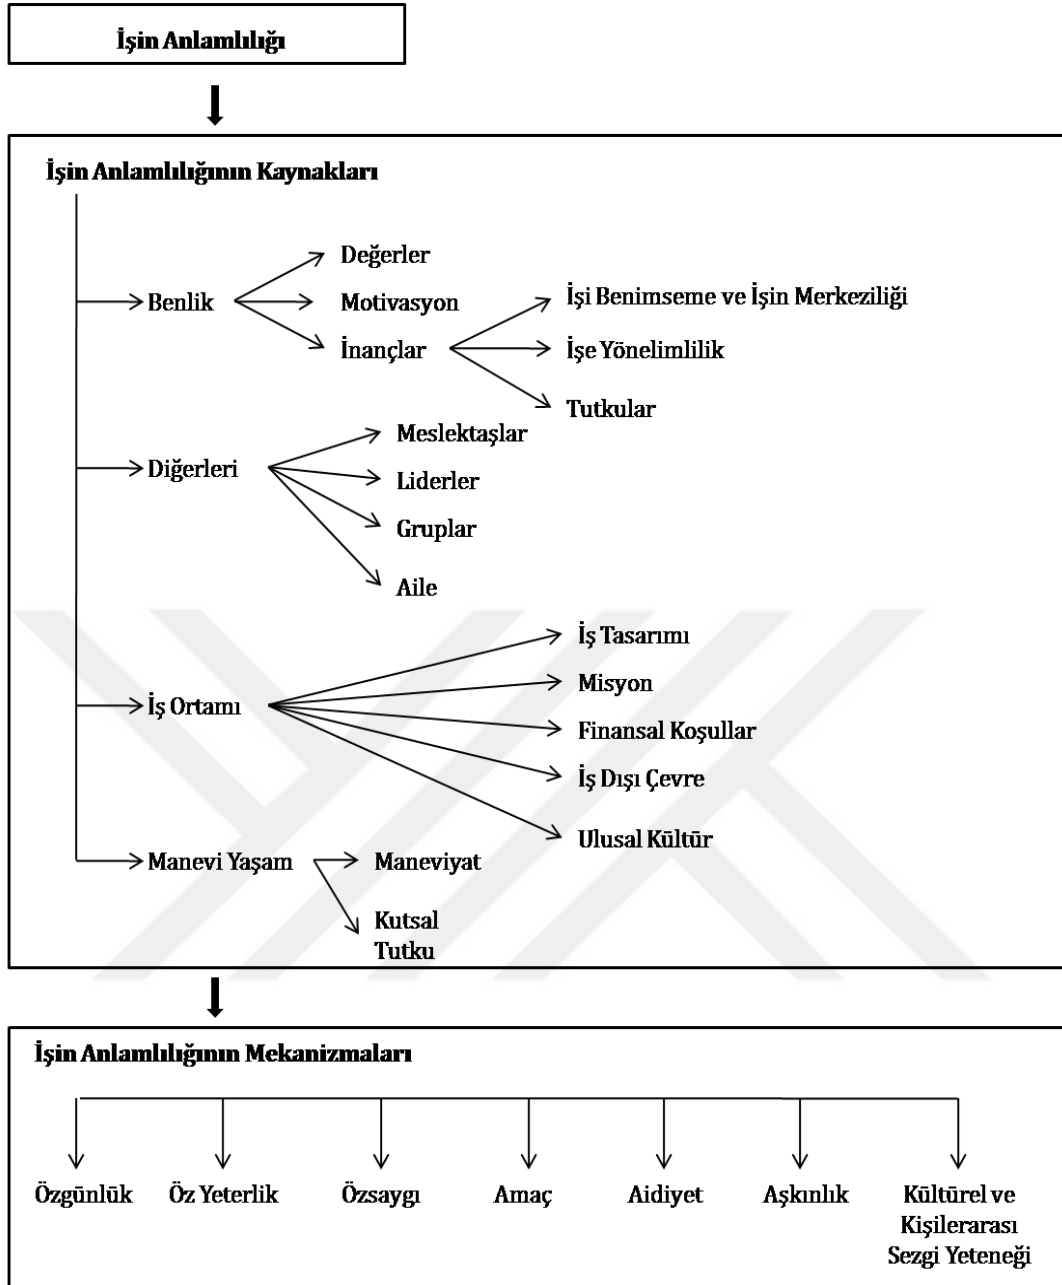 İşin Anlamlılığı
İşin Anlamlılığının Kaynakları
Benlik
Değerler
Motivasyon
İnançlar
İşi Benimseme ve İşin Merkeziliği
İşe Yönelimlilik
Tutkular
Diğerleri
Meslektaşlar
Liderler
Gruplar
Aile
İş Ortamı
İş Tasarımı
Misyon
Finansal Koşullar
İş Dışı Çevre
Ulusal Kültür
Manevi Yaşam
Maneviyat
Kutsal
Tutku
İşin Anlamlılığının Mekanizmaları
Özgünlük
Öz Yeterlik
Özsaygı
Amaç
Aidiyet
Aşkınlık
Kültürel ve
Kişilerarası
Sezgi Yeteneği